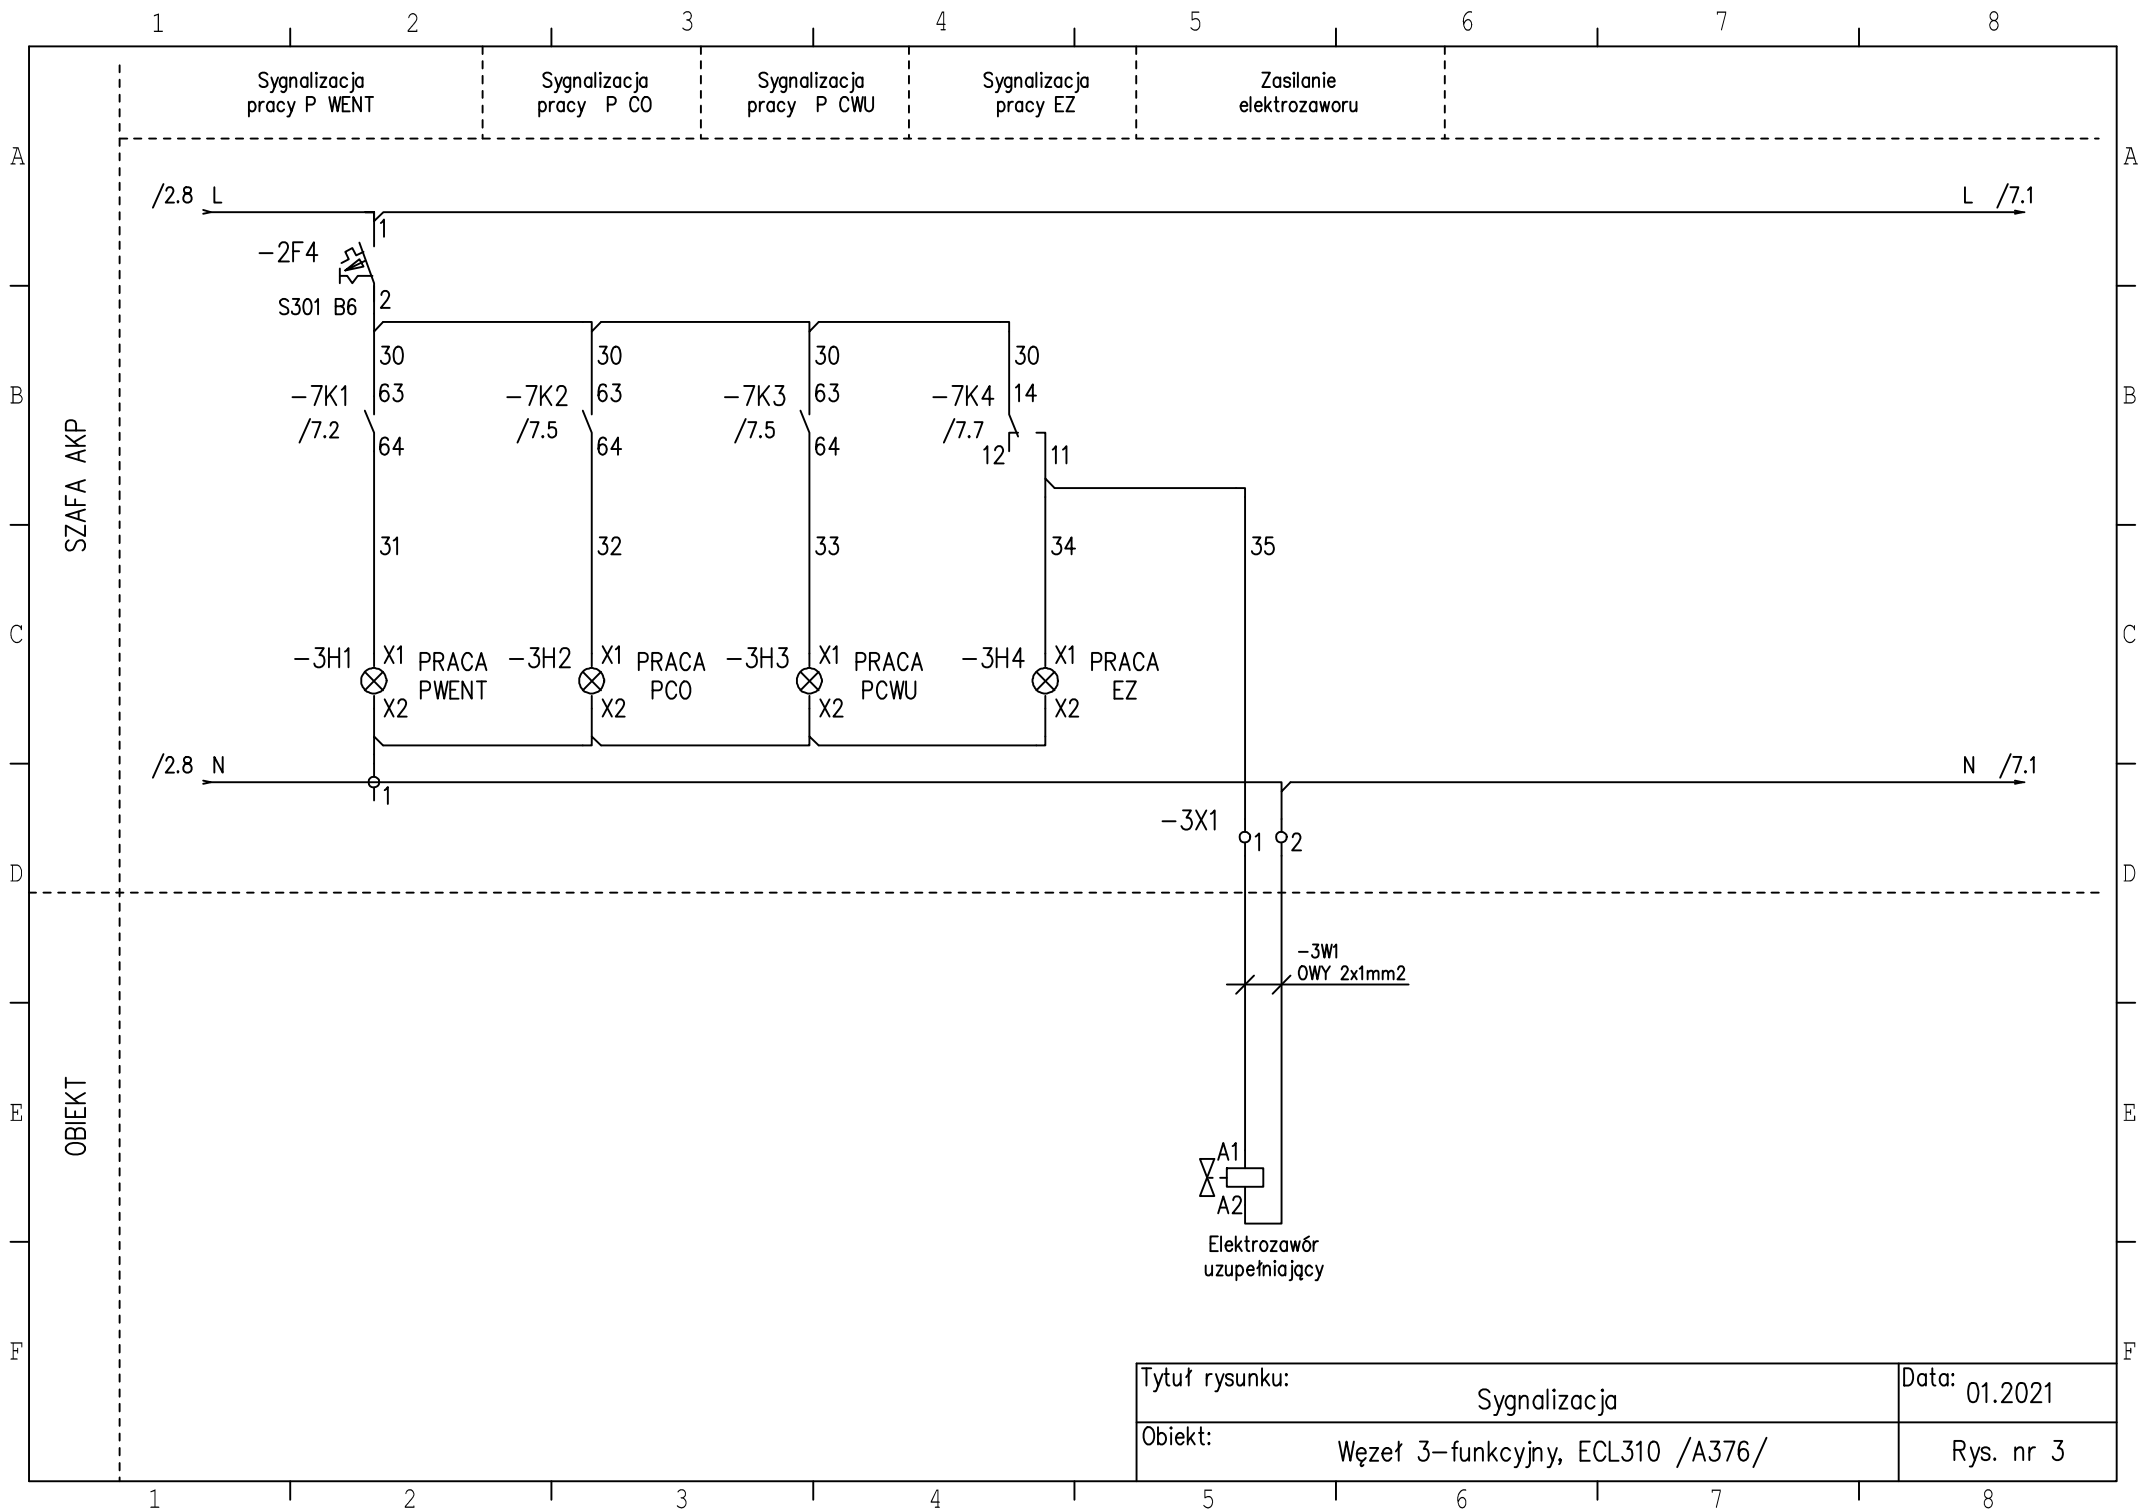 1 2 3 4 5 6 7 8
Sygnalizacja
pracy P WENT
Sygnalizacja
pracy P CO
Sygnalizacja
pracy P CWU
Sygnalizacja
pracy EZ
Zasilanie
elektrozaworu
A A
/2.8 L
L /7.1
1
-2F4
S301 B6
2
30 30 30 30
B B
-7K1 63
/7.2
64
-7K2 63
/7.5
64
-7K3 63
/7.5
64
-7K4 14
/7.7
12 11
SZAFA AKP
31 32 33 34 35
C C
-3H1 X1 PRACA
PWENT
X2
-3H2 X1 PRACA
PCO
X2
-3H3 X1 PRACA
PCWU
X2
-3H4 X1 PRACA
EZ
X2
/2.8 N
N /7.1
1
-3X1 1 2
D D
-3W1
OWY 2x1mm2
OBIEKT
E E
A1
A2
Elektrozawór
uzupełniający
F F
Tytuł rysunku:
Sygnalizacja
Data: 01.2021
Obiekt:
Węzeł 3-funkcyjny, ECL310 /A376/
Rys. nr 3
1 2 3 4 5 6 7 8